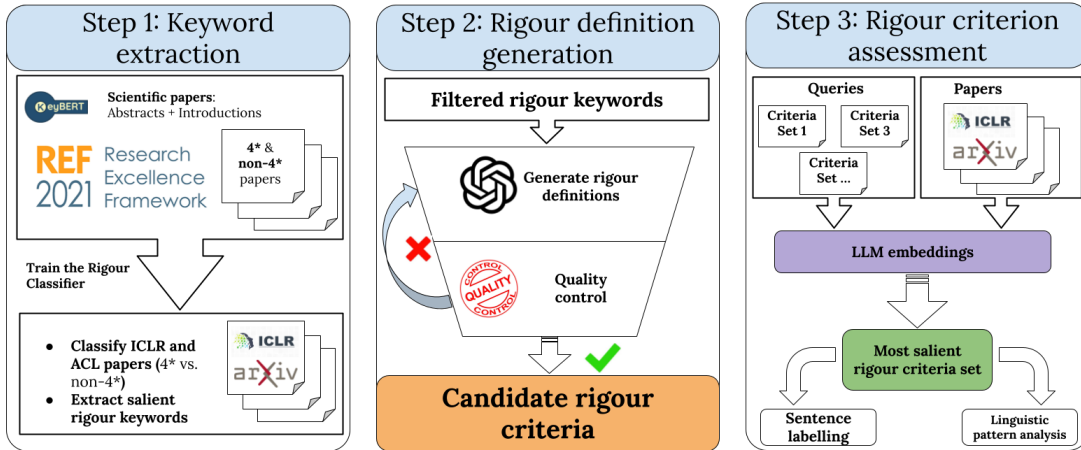 Step 1: Keyword
extraction
KeyBERT
Scientific papers:
Abstracts + Introductions
REF
2021
Research
Excellence
Framework
4* &
non-4*
papers
Train the Rigour
Classifier
● Classify ICLR and
ACL papers (4* vs.
non-4*)
● Extract salient
rigour keywords
ICLR
arXiv
Step 2: Rigour definition
generation
Filtered rigour keywords
Generate rigour
definitions
CONTROL
QUALITY
CONTROL
Quality
control
Candidate rigour
criteria
Step 3: Rigour criterion
assessment
Queries
Criteria
Set 1
Criteria
Set 3
Criteria
Set ...
Papers
ICLR
arXiv
LLM embeddings
Most salient
rigour criteria set
Sentence
labelling
Linguistic
pattern analysis